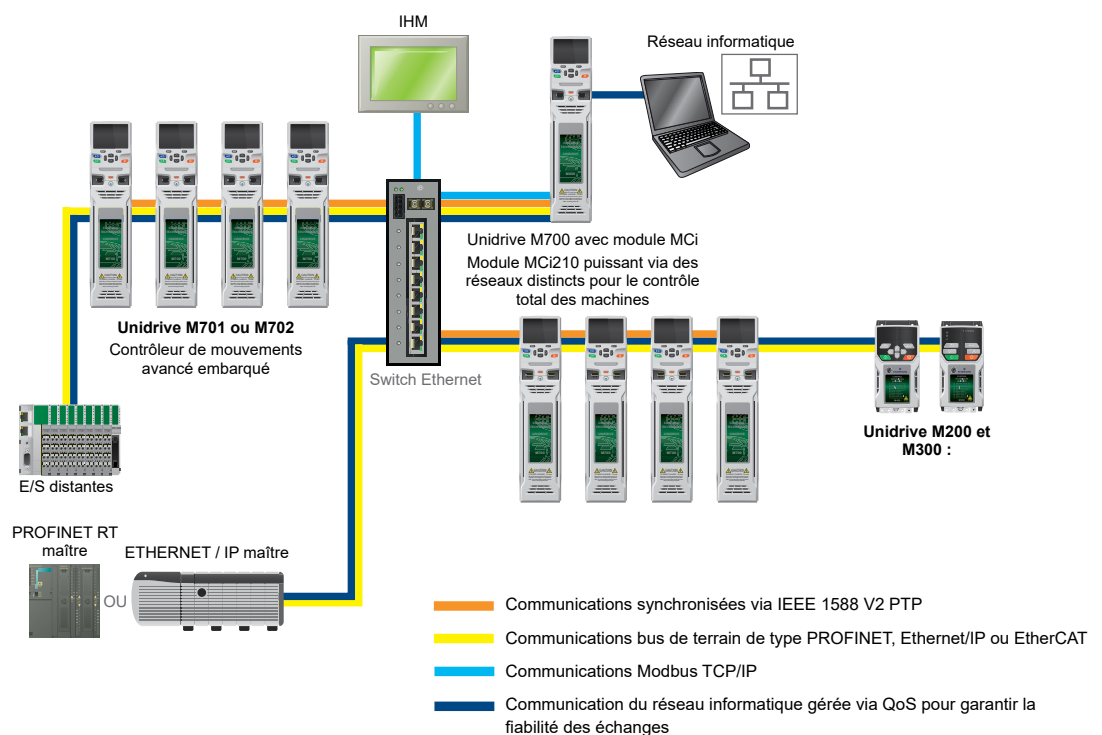 IHM
Réseau informatique
Unidrive M700 avec module MCi
Module MCi210 puissant via des
réseaux distincts pour le contrôle
total des machines
Unidrive M701 ou M702
Contrôleur de mouvements
avancé embarqué
Switch Ethernet
Unidrive M200 et
M300 :
E/S distantes
PROFINET RT
maître
OU
ETHERNET / IP maître
Communications synchronisées via IEEE 1588 V2 PTP
Communications bus de terrain de type PROFINET, Ethernet/IP ou EtherCAT
Communications Modbus TCP/IP
Communication du réseau informatique gérée via QoS pour garantir la
fiabilité des échanges